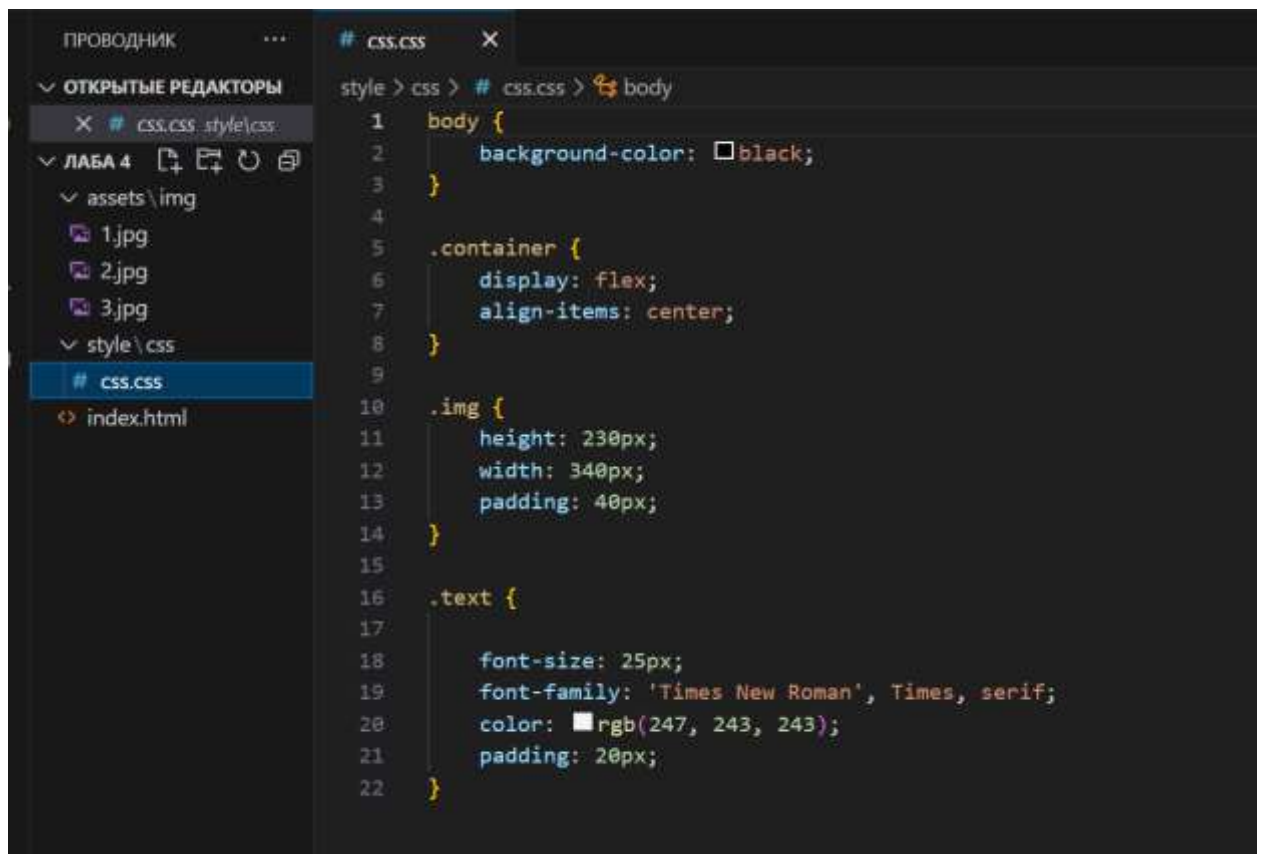 ПРОВОДНИК ...
ОТКРЫТЫЕ РЕДАКТОРЫ
# css.css style\css
ЛАБА 4
assets\img
1.jpg
2.jpg
3.jpg
style\css
# css.css
<> index.html
# css.css
style > css > # css.css > body
1 body {
2     background-color: black;
3 }
4
5 .container {
6     display: flex;
7     align-items: center;
8 }
9
10 .img {
11     height: 230px;
12     width: 340px;
13     padding: 40px;
14 }
15
16 .text {
17
18     font-size: 25px;
19     font-family: 'Times New Roman', Times, serif;
20     color: rgb(247, 243, 243);
21     padding: 20px;
22 }